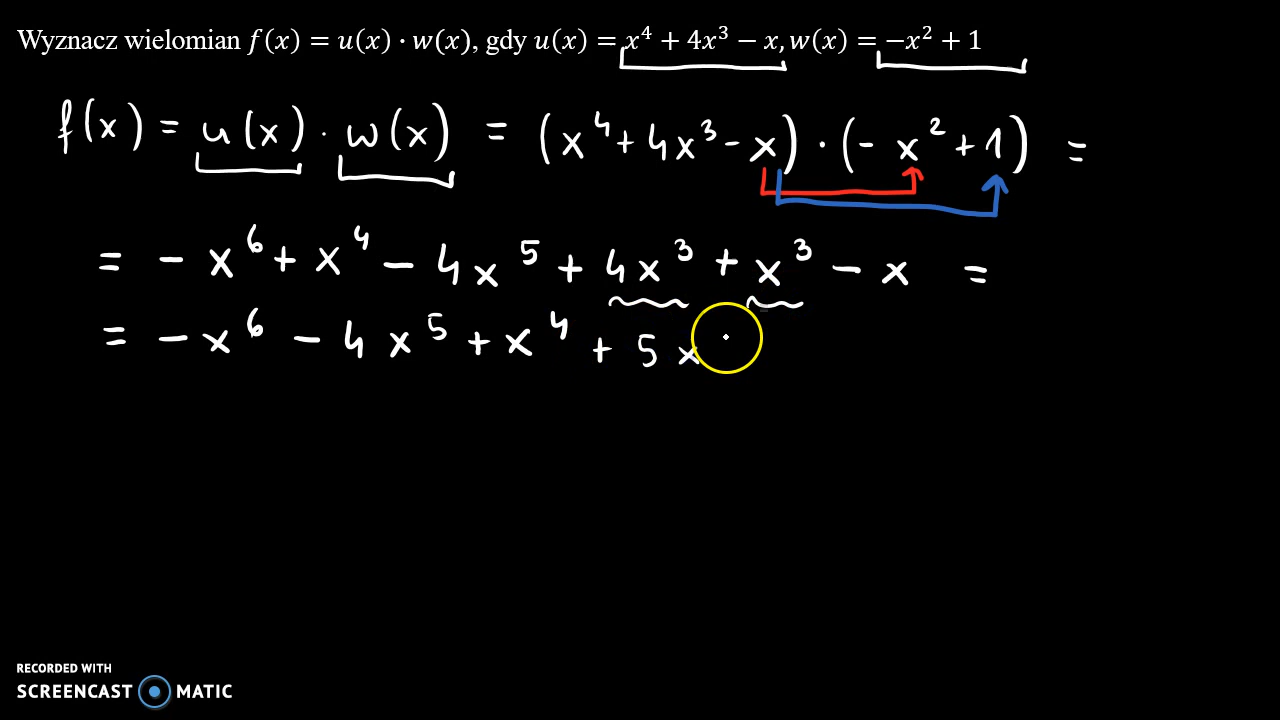 Wyznacz wielomian f(x) = u(x) · w(x), gdy u(x) = x⁴ + 4x³ − x, w(x) = −x² + 1
f(x) = u(x) · w(x) = (x⁴ + 4x³ − x) · (− x² + 1) =
= − x⁶ + x⁴ − 4x⁵ + 4x³ + x³ − x =
= − x⁶ − 4x⁵ + x⁴ + 5x
RECORDED WITH
SCREENCAST MATIC